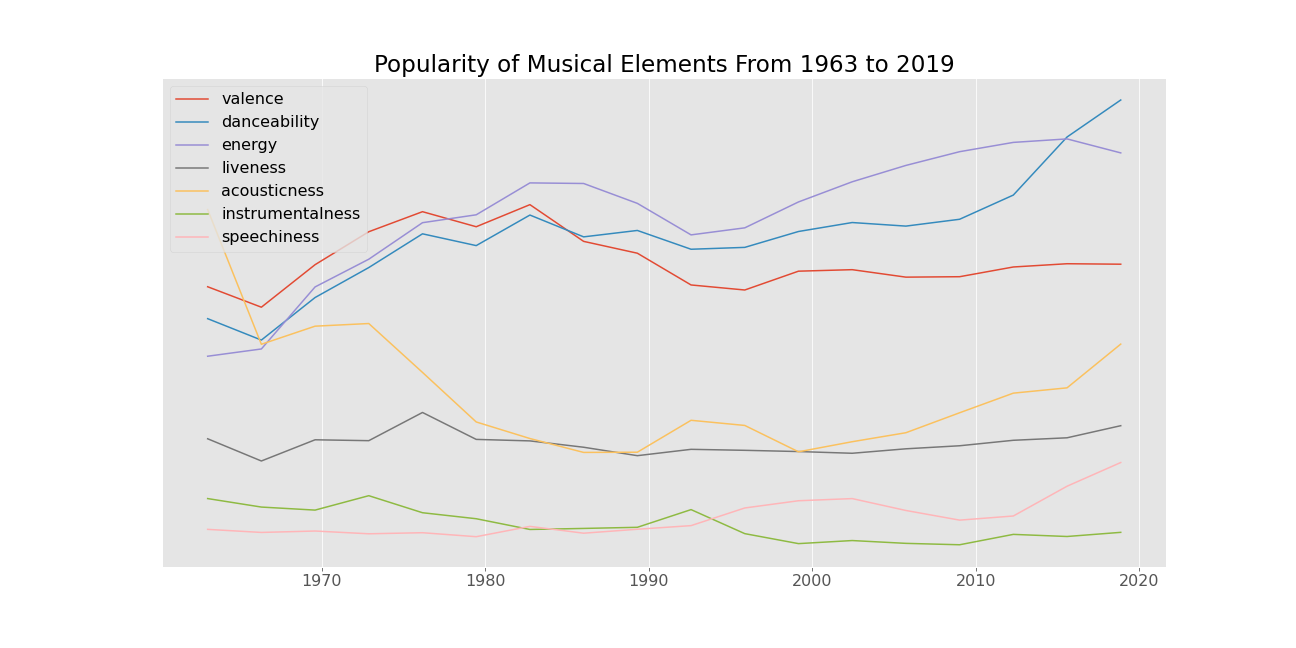 Popularity of Musical Elements From 1963 to 2019
valence
danceability
energy
liveness
acousticness
instrumentalness
speechiness
1970 1980 1990 2000 2010 2020